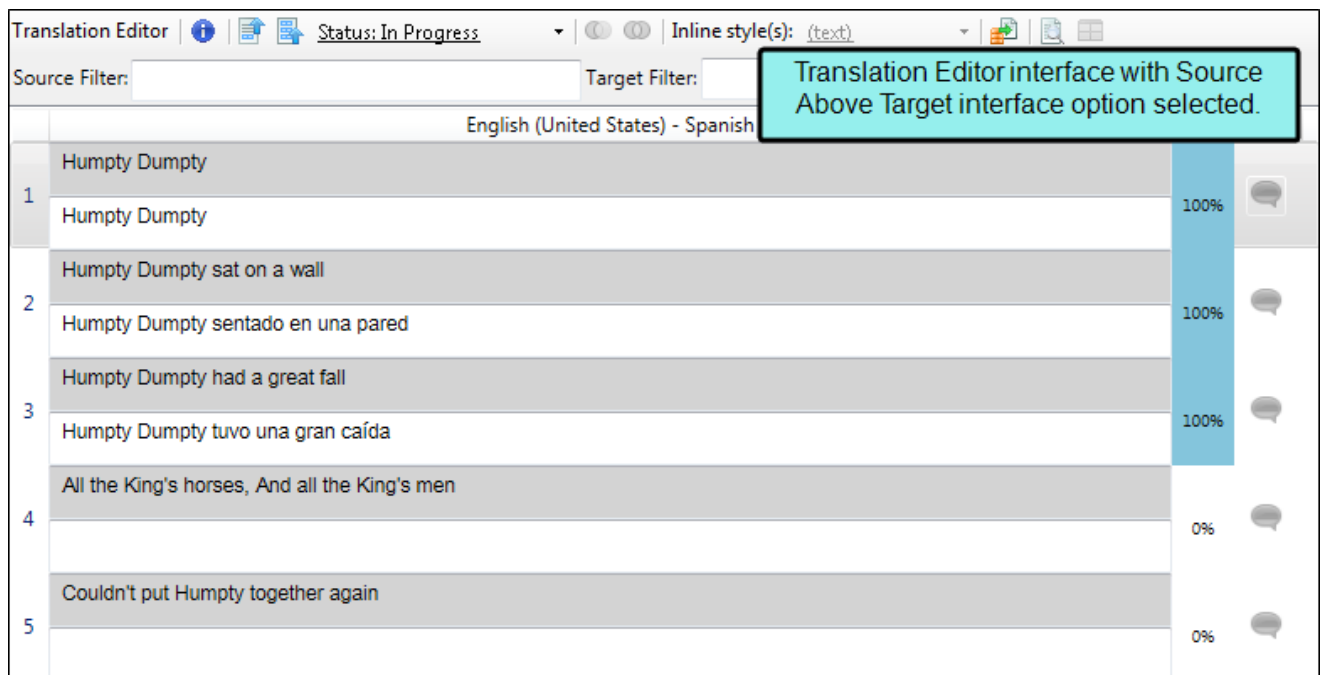 Translation Editor Status: In Progress Inline style(s): (text)
Source Filter: Target Filter:
Translation Editor interface with Source
Above Target interface option selected.
English (United States) - Spanish
1
Humpty Dumpty
Humpty Dumpty
100%
2
Humpty Dumpty sat on a wall
Humpty Dumpty sentado en una pared
100%
3
Humpty Dumpty had a great fall
Humpty Dumpty tuvo una gran caída
100%
4
All the King's horses, And all the King's men
0%
5
Couldn't put Humpty together again
0%